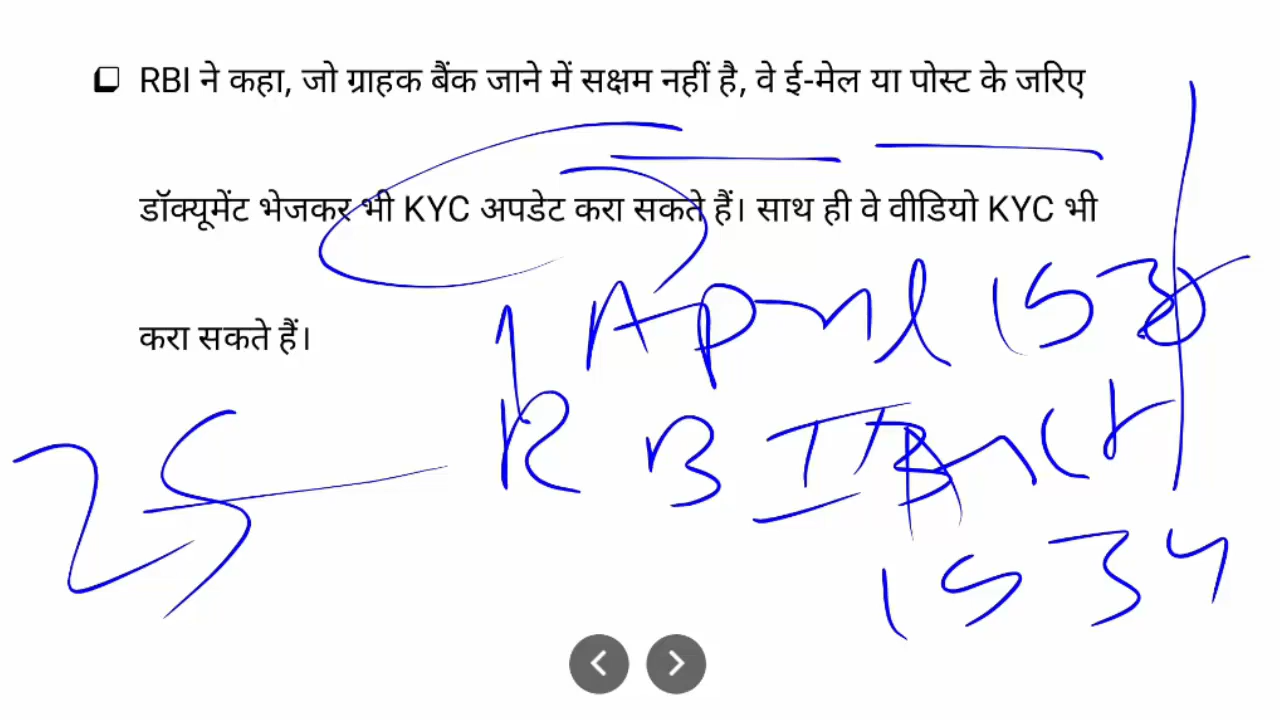 RBI ने कहा, जो ग्राहक बैंक जाने में सक्षम नहीं है, वे ई-मेल या पोस्ट के जरिए
डॉक्यूमेंट भेजकर भी KYC अपडेट करा सकते हैं। साथ ही वे वीडियो KYC भी
करा सकते हैं।
1 April
RBI Act
25
1934